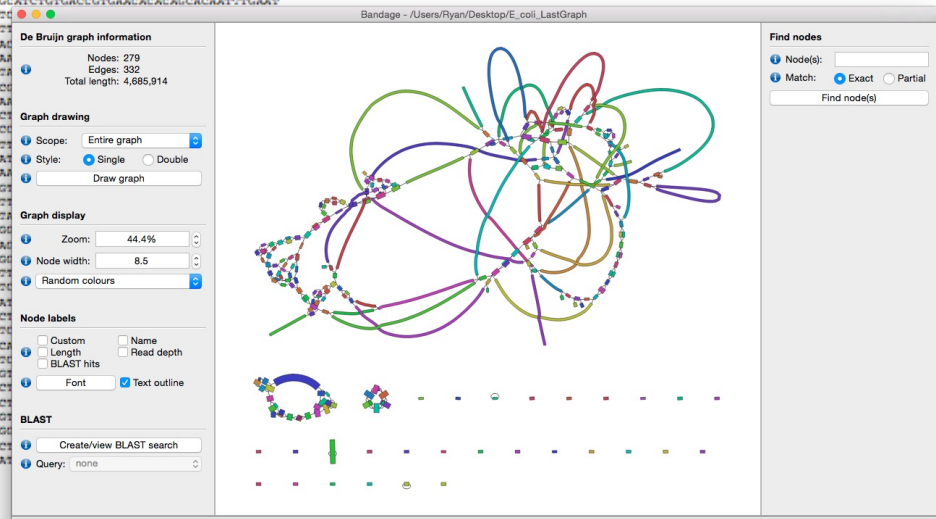 Bandage - /Users/Ryan/Desktop/E_coli_LastGraph
De Bruijn graph information
Nodes: 279
Edges: 332
Total length: 4,685,914
Graph drawing
Scope: Entire graph
Style: Single Double
Draw graph
Graph display
Zoom: 44.4%
Node width: 8.5
Random colours
Node labels
Custom Name
Length Read depth
BLAST hits
Font Text outline
BLAST
Create/view BLAST search
Query: none
Find nodes
Node(s):
Match: Exact Partial
Find node(s)